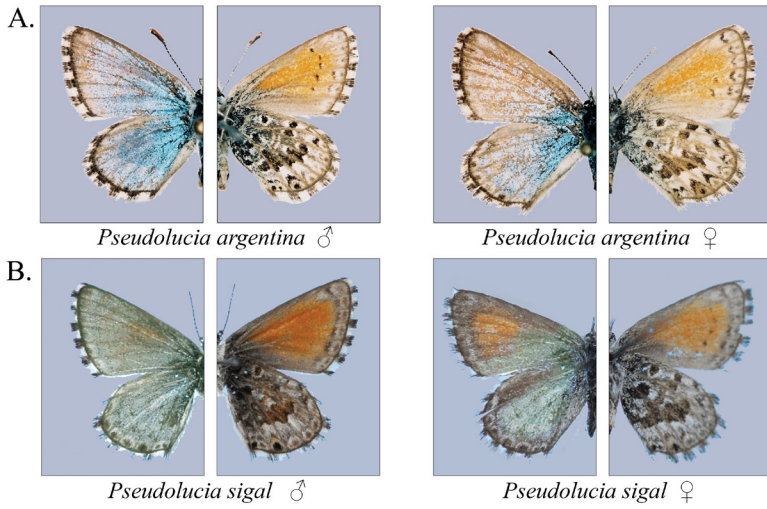 A.
Pseudolucia argentina ♂ Pseudolucia argentina ♀
B.
Pseudolucia sigal ♂ Pseudolucia sigal ♀